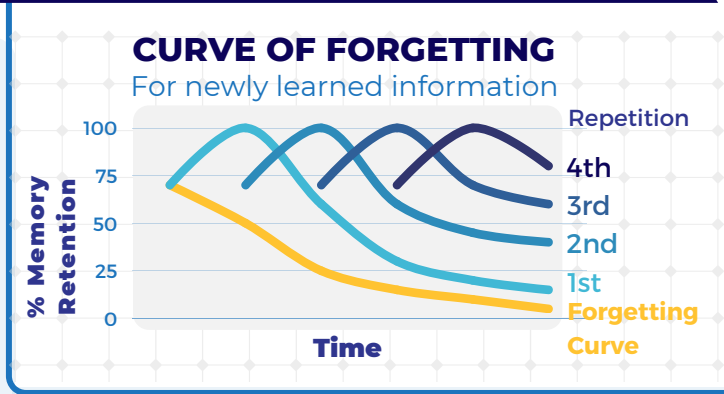 CURVE OF FORGETTING
For newly learned information
% Memory
Retention
100
75
50
25
0
Time
Repetition
4th
3rd
2nd
1st
Forgetting
Curve